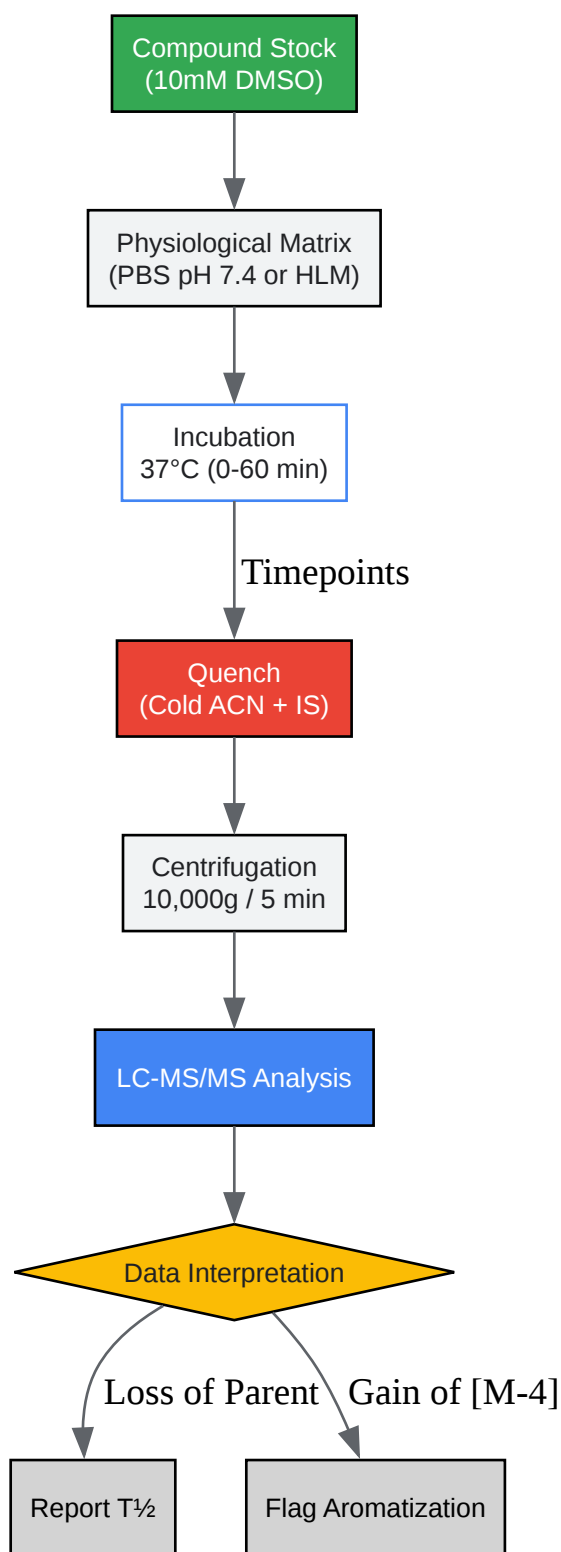 Compound Stock
(10mM DMSO)
Physiological Matrix
(PBS pH 7.4 or HLM)
Incubation
37°C (0-60 min)
Timepoints
Quench
(Cold ACN + IS)
Centrifugation
10,000g / 5 min
LC-MS/MS Analysis
Data Interpretation
Loss of Parent
Gain of [M-4]
Report T½
Flag Aromatization